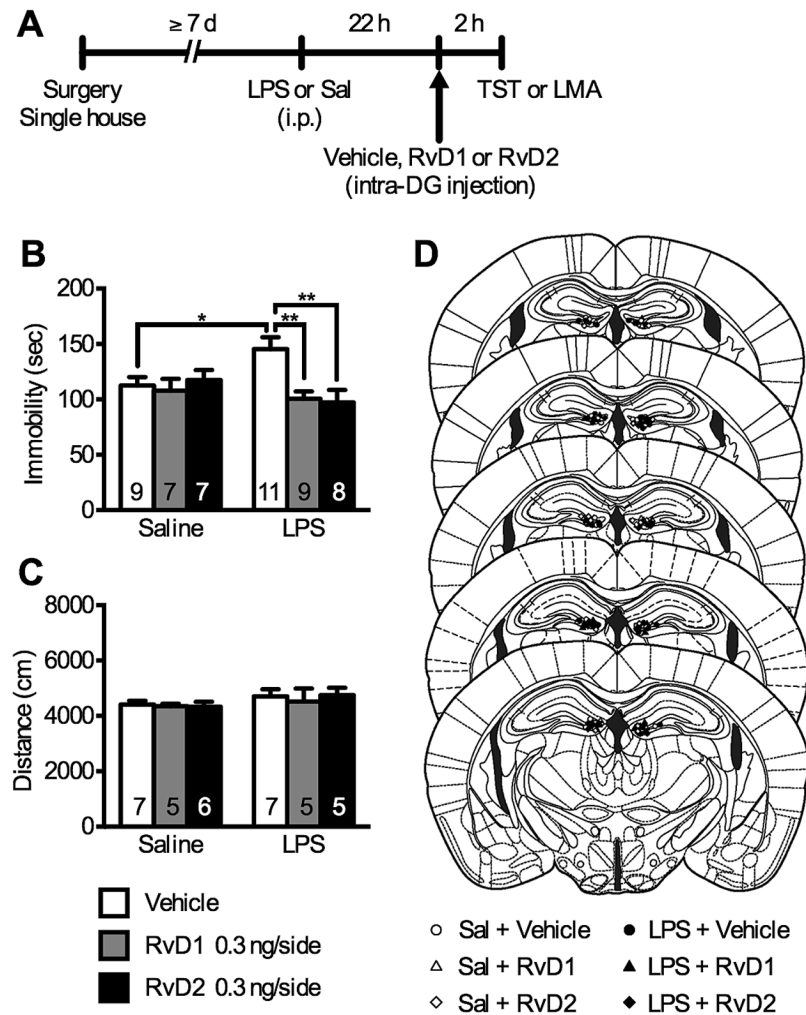 A
≥ 7 d
22 h
2 h
Surgery
Single house
LPS or Sal
(i.p.)
TST or LMA
Vehicle, RvD1 or RvD2
(intra-DG injection)
B
Immobility (sec)
200
150
100
50
0
*
**
**
9
7
7
11
9
8
Saline
LPS
C
Distance (cm)
8000
6000
4000
2000
0
7
5
6
7
5
5
Saline
LPS
Vehicle
RvD1 0.3 ng/side
RvD2 0.3 ng/side
D
Sal + Vehicle
LPS + Vehicle
Sal + RvD1
LPS + RvD1
Sal + RvD2
LPS + RvD2